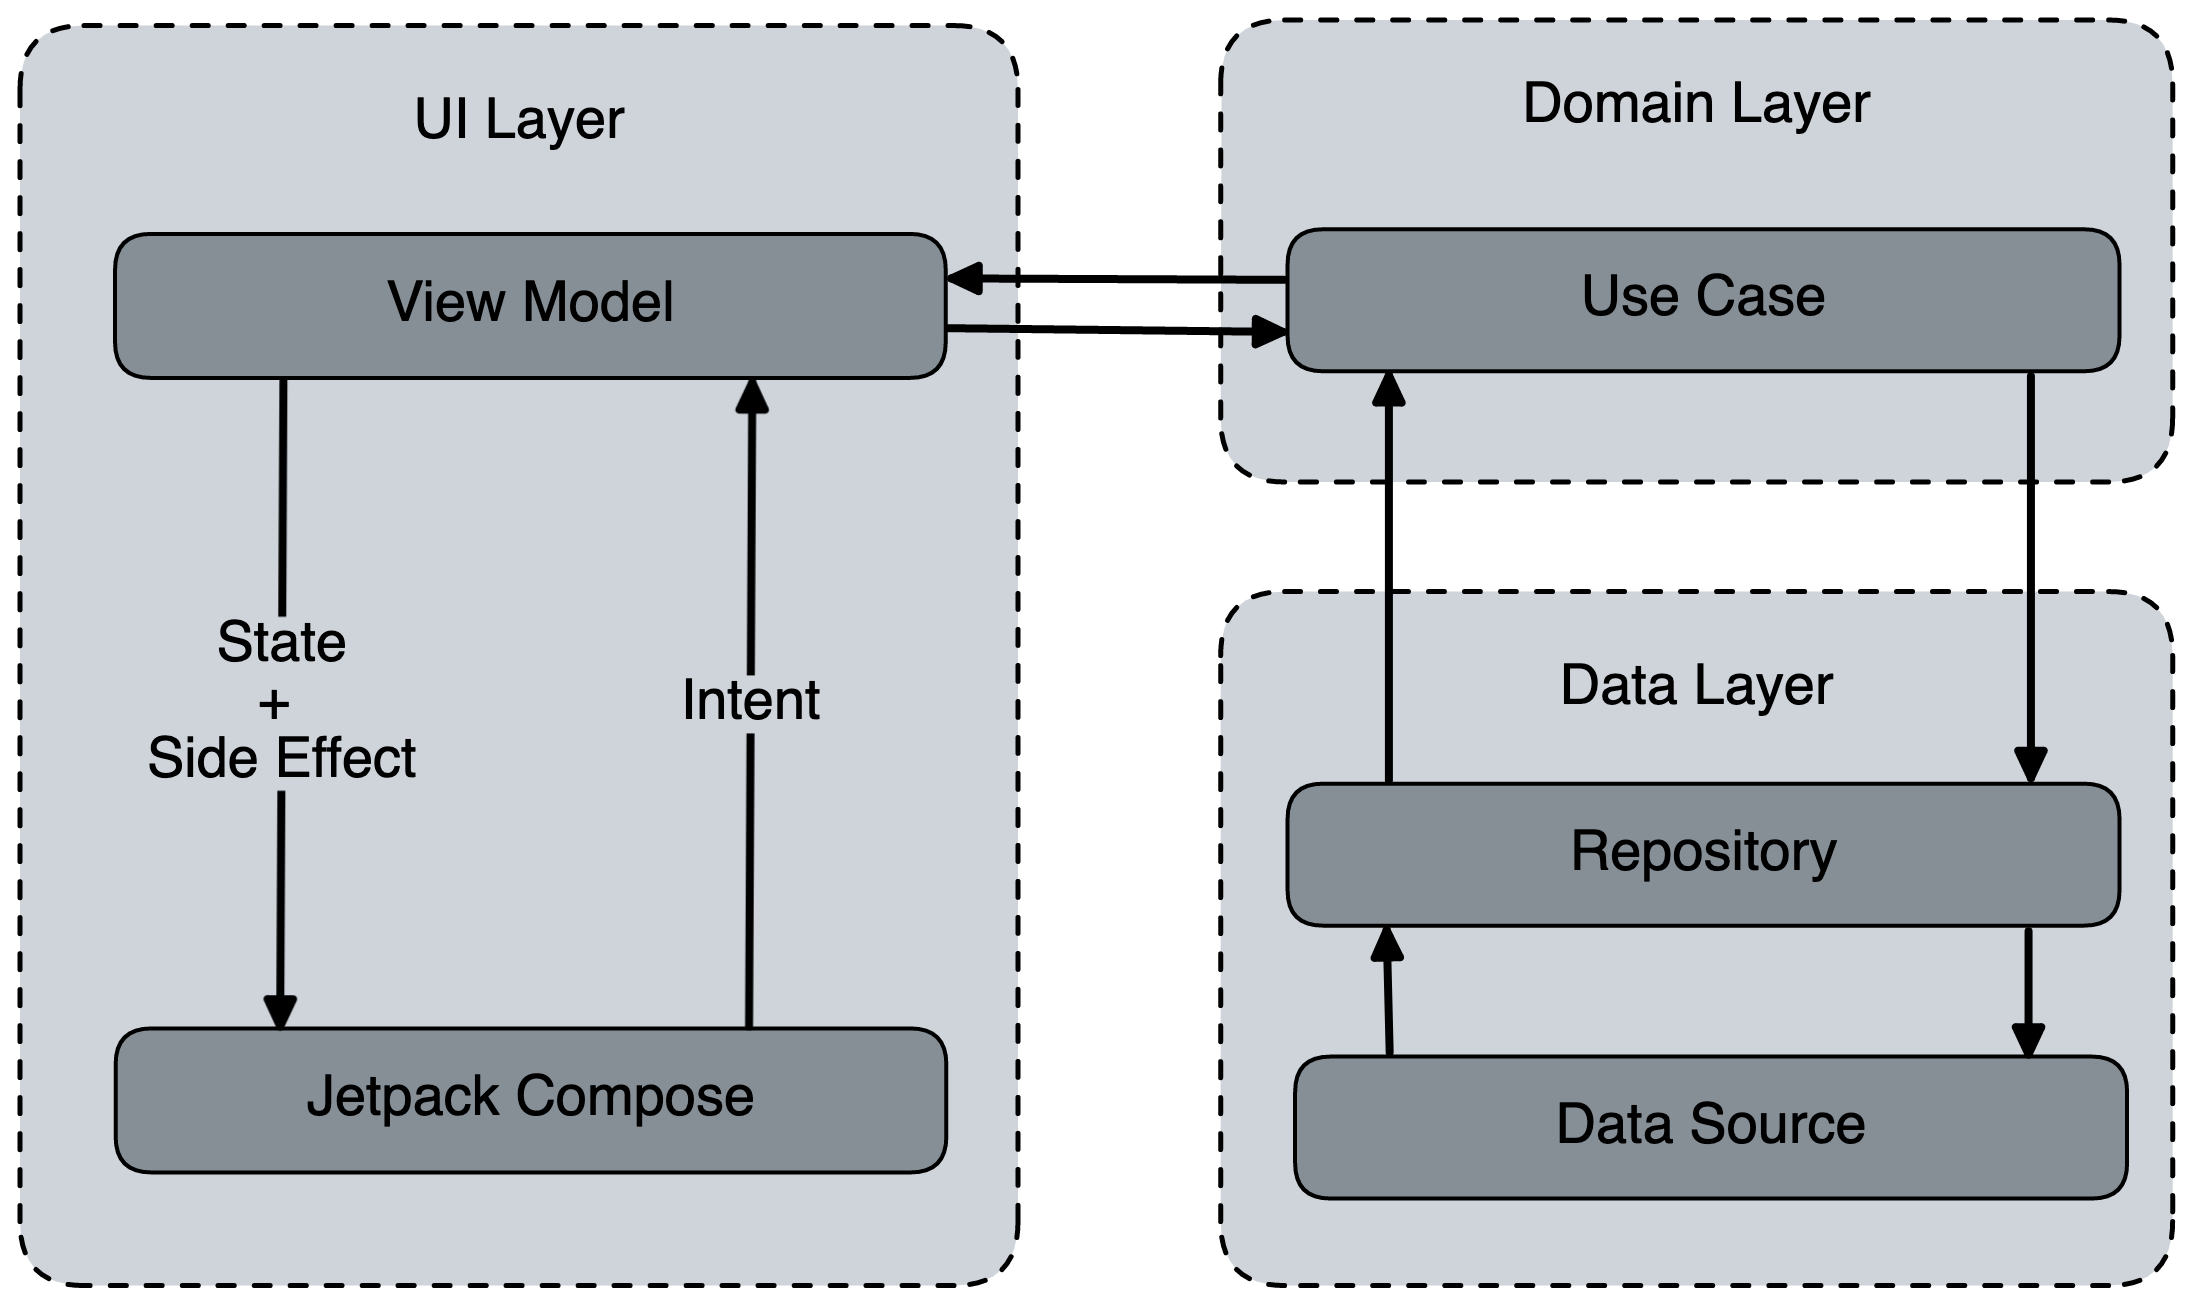 UI Layer
View Model
State
+
Side Effect
Intent
Jetpack Compose
Domain Layer
Use Case
Data Layer
Repository
Data Source